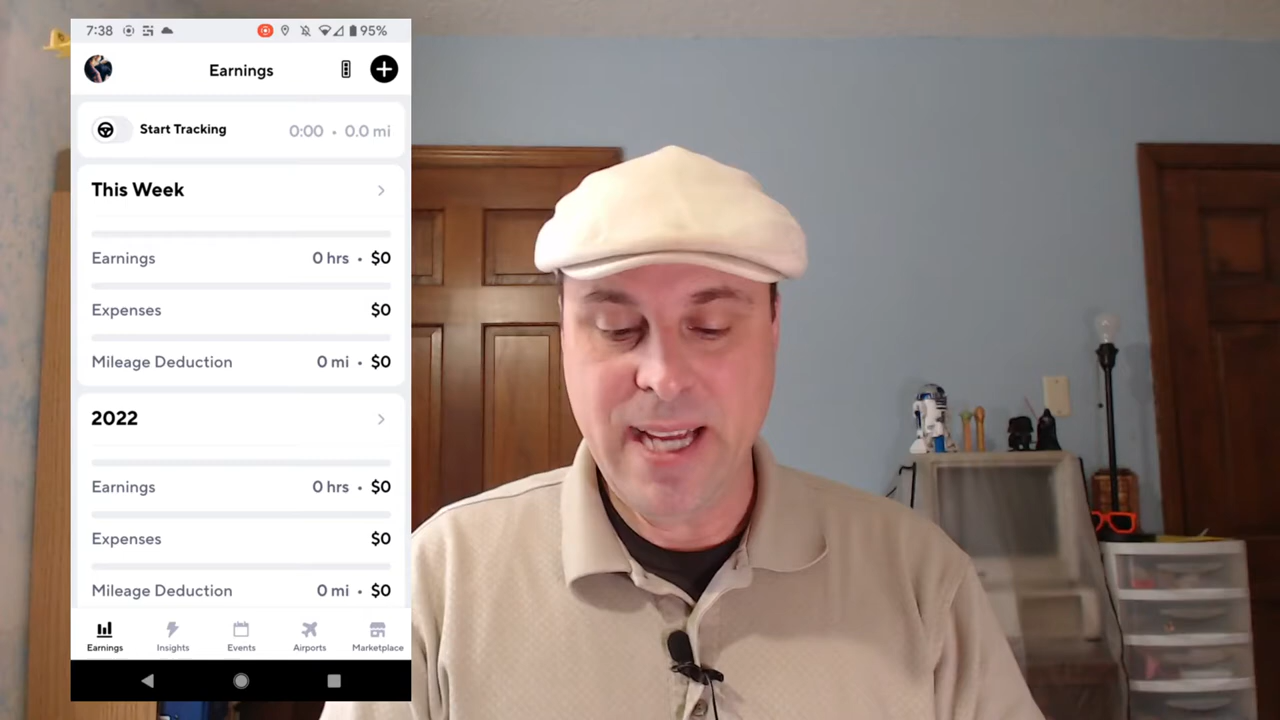 7:38 95%
Earnings
Start Tracking 0:00 • 0.0 mi
This Week
Earnings 0 hrs • $0
Expenses $0
Mileage Deduction 0 mi • $0
2022
Earnings 0 hrs • $0
Expenses $0
Mileage Deduction 0 mi • $0
Earnings Insights Events Airports Marketplace